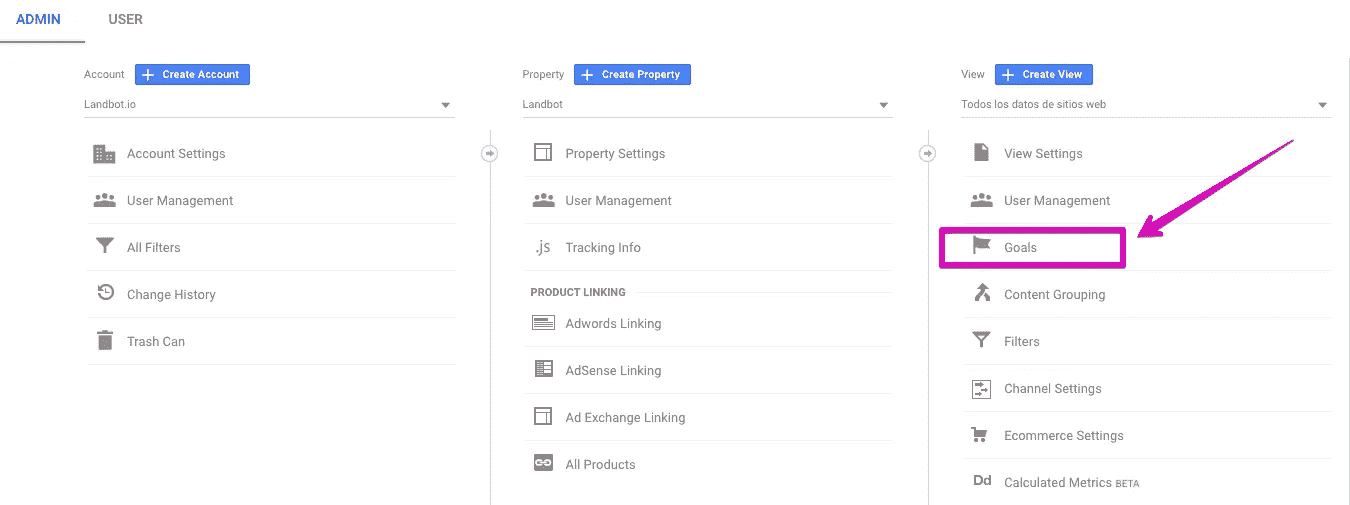 ADMIN USER
Account + Create Account
Landbot.io
Account Settings
User Management
All Filters
Change History
Trash Can
Property + Create Property
Landbot
Property Settings
User Management
.js Tracking Info
PRODUCT LINKING
Adwords Linking
AdSense Linking
Ad Exchange Linking
All Products
View + Create View
Todos los datos de sitios web
View Settings
User Management
Goals
Content Grouping
Filters
Channel Settings
Ecommerce Settings
Dd Calculated Metrics BETA